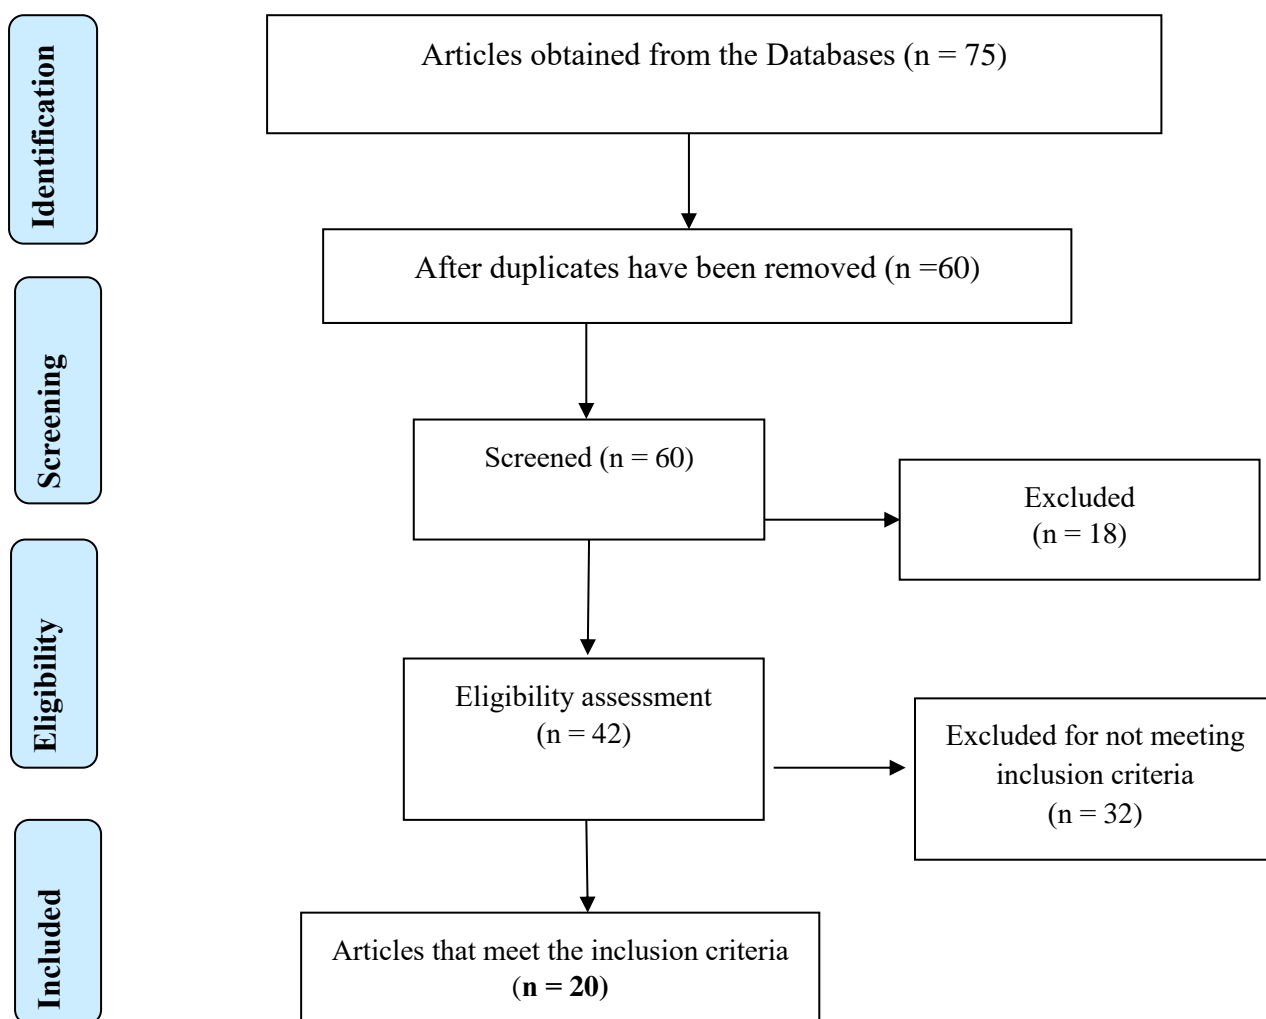 Identification
Articles obtained from the Databases (n = 75)
After duplicates have been removed (n =60)
Screening
Screened (n = 60)
Excluded
(n = 18)
Eligibility
Eligibility assessment
(n = 42)
Excluded for not meeting
inclusion criteria
(n = 32)
Included
Articles that meet the inclusion criteria
(n = 20)